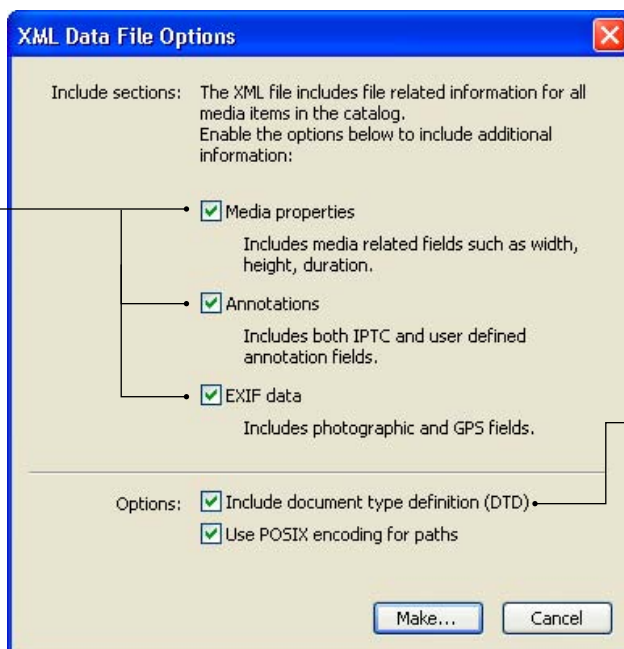 XML Data File Options
Include sections: The XML file includes file related information for all
media items in the catalog.
Enable the options below to include additional
information:
Media properties
Includes media related fields such as width,
height, duration.
Annotations
Includes both IPTC and user defined
annotation fields.
EXIF data
Includes photographic and GPS fields.
Options: Include document type definition (DTD)
Use POSIX encoding for paths
Make... Cancel